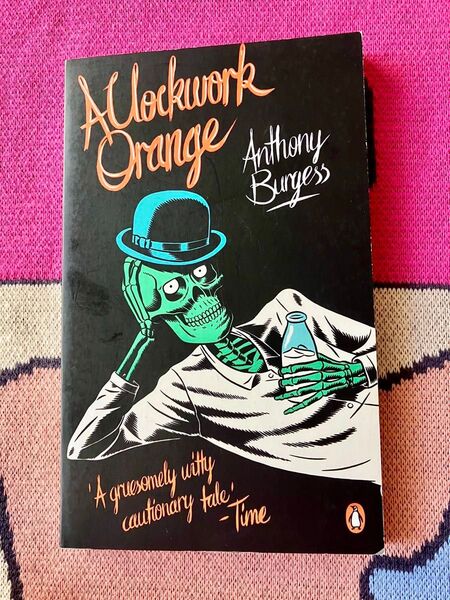 A Clockwork
Orange
Anthony
Burgess
'A gruesomely witty
cautionary tale'
-Time